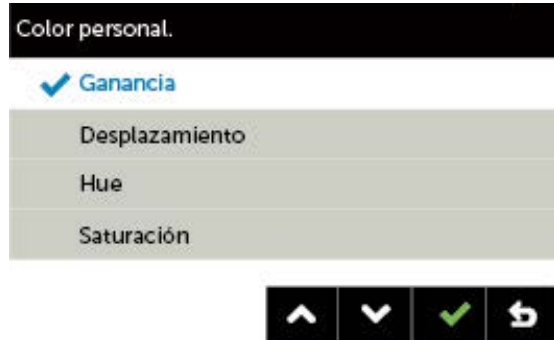 Color personal.
Ganancia
Desplazamiento
Hue
Saturación